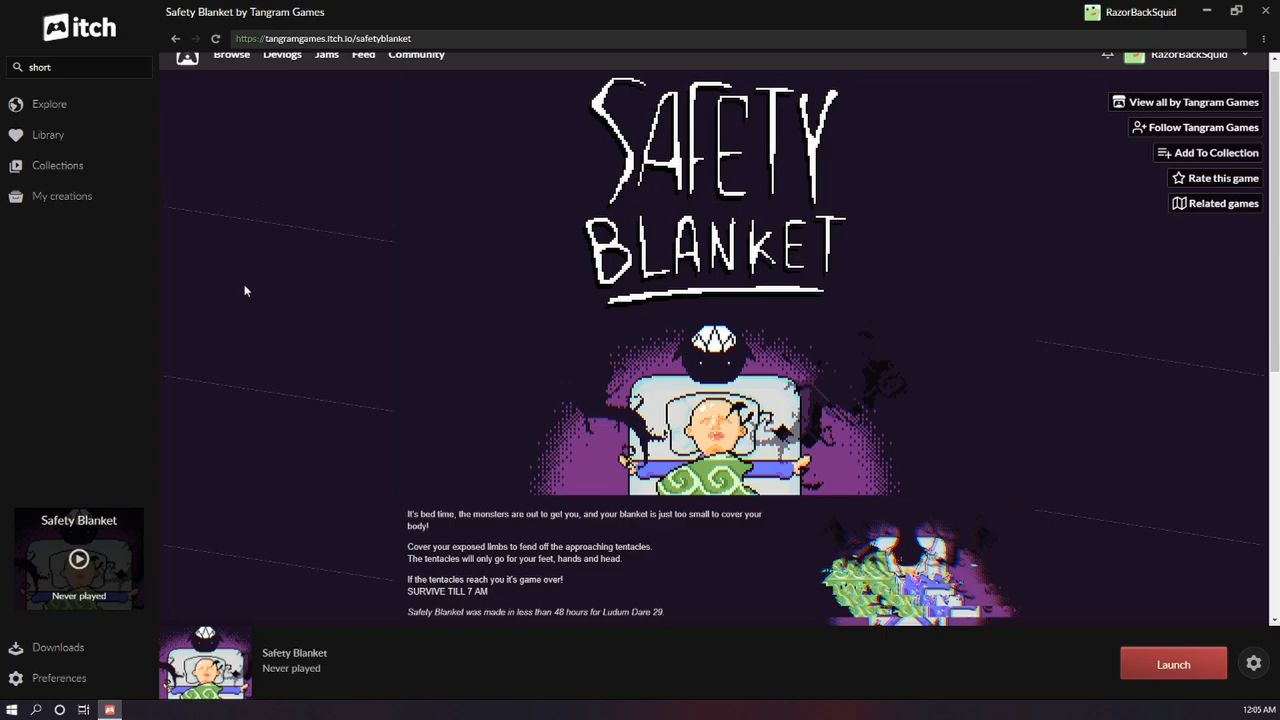 itch
Safety Blanket by Tangram Games
RazorBackSquid
https://tangramgames.itch.io/safetyblanket
short
Browse Devlogs Jams Feed Community
RazorBackSquid
Explore
Library
Collections
My creations
View all by Tangram Games
Follow Tangram Games
Add To Collection
Rate this game
Related games
SAFETY
BLANKET
It's bed time, the monsters are out to get you, and your blanket is just too small to cover your
body!
Cover your exposed limbs to fend off the approaching tentacles.
The tentacles will only go for your feet, hands and head.
If the tentacles reach you it's game over!
SURVIVE TILL 7 AM
Safety Blanket was made in less than 48 hours for Ludum Dare 29.
Safety Blanket
Never played
Downloads
Preferences
Safety Blanket
Never played
Launch
12:05 AM